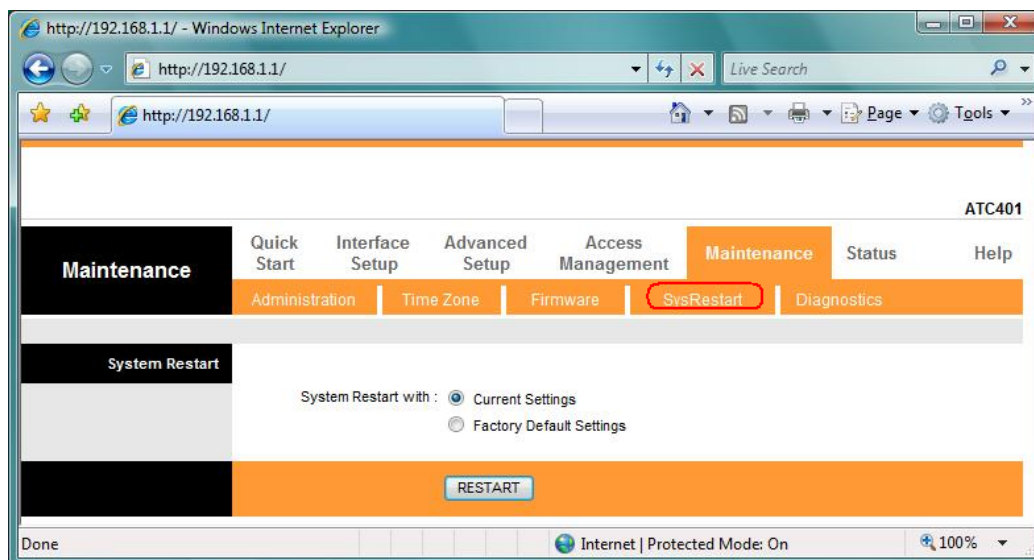 http://192.168.1.1/ - Windows Internet Explorer
http://192.168.1.1/
Live Search
http://192.168.1.1/
Page
Tools
»
ATC401
Maintenance
Quick Start
Interface Setup
Advanced Setup
Access Management
Maintenance
Status
Help
Administration
Time Zone
Firmware
SysRestart
Diagnostics
System Restart
System Restart with :
Current Settings
Factory Default Settings
RESTART
Done
Internet | Protected Mode: On
100%